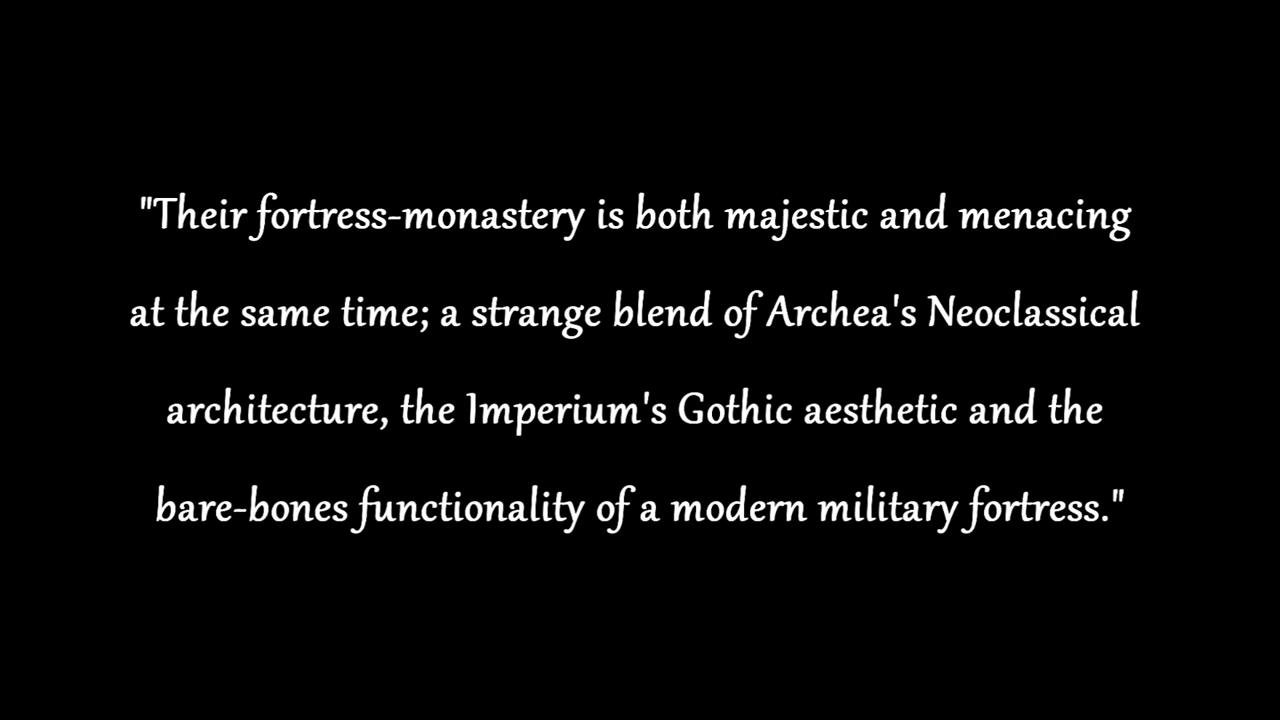 "Their fortress-monastery is both majestic and menacing
at the same time; a strange blend of Archea's Neoclassical
architecture, the Imperium's Gothic aesthetic and the
bare-bones functionality of a modern military fortress."